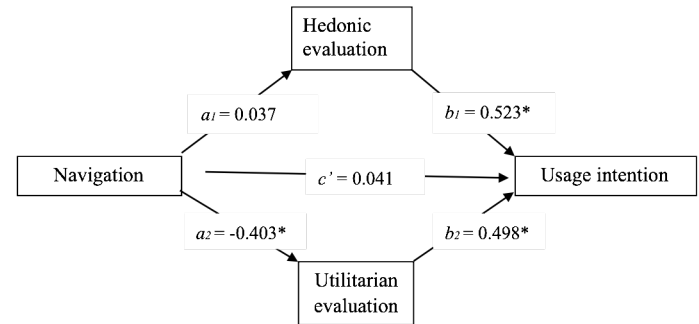 Hedonic
evaluation
a1 = 0.037
b1 = 0.523*
Navigation
c' = 0.041
Usage intention
a2 = -0.403*
b2 = 0.498*
Utilitarian
evaluation